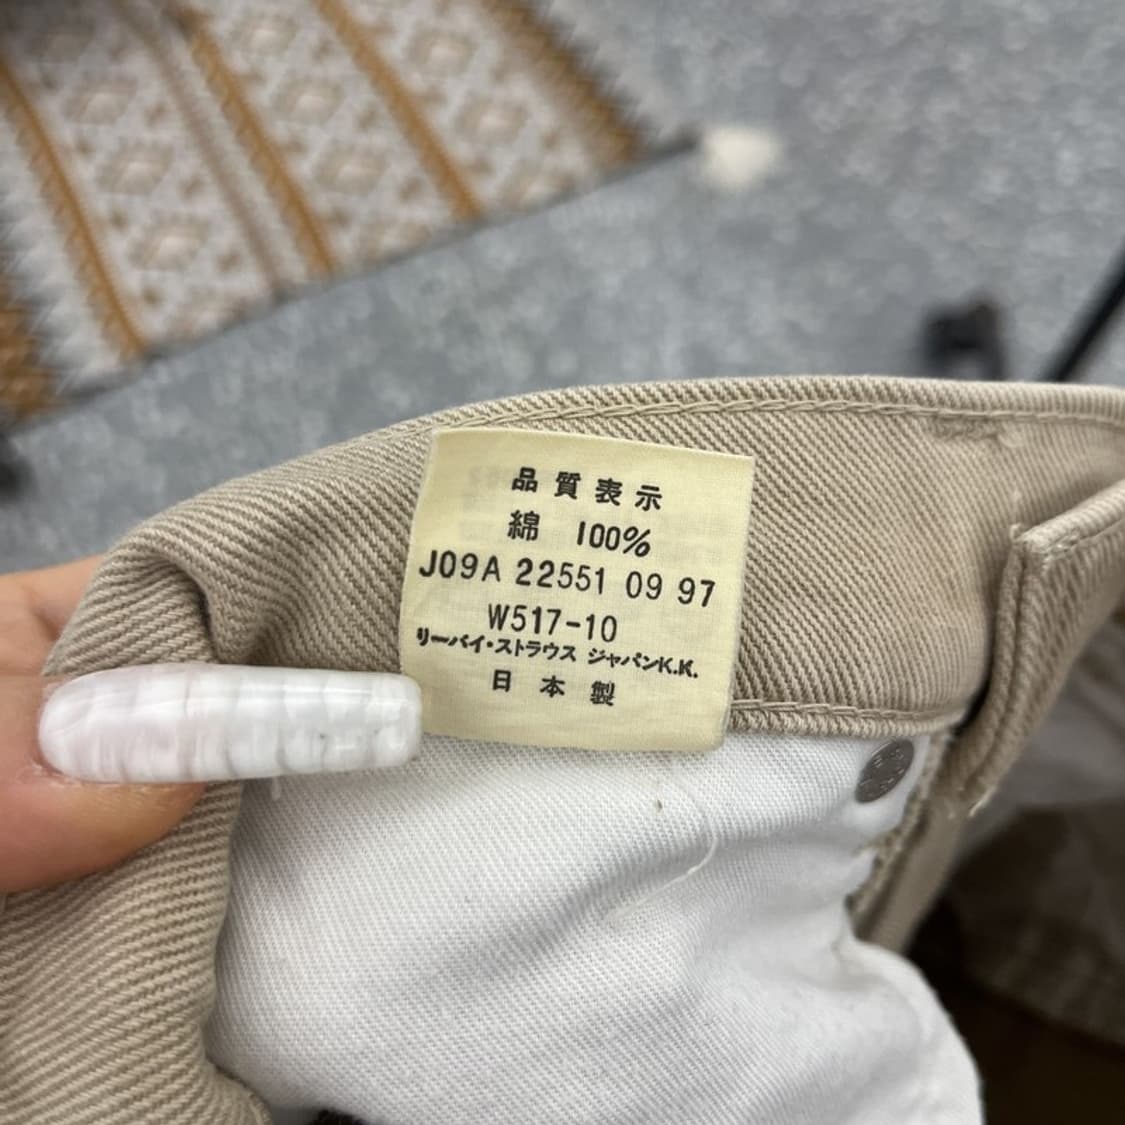 品質表示
綿 100%
J09A 22551 09 97
W517-10
リーバイ・ストラウス ジャパンK.K.
日本製